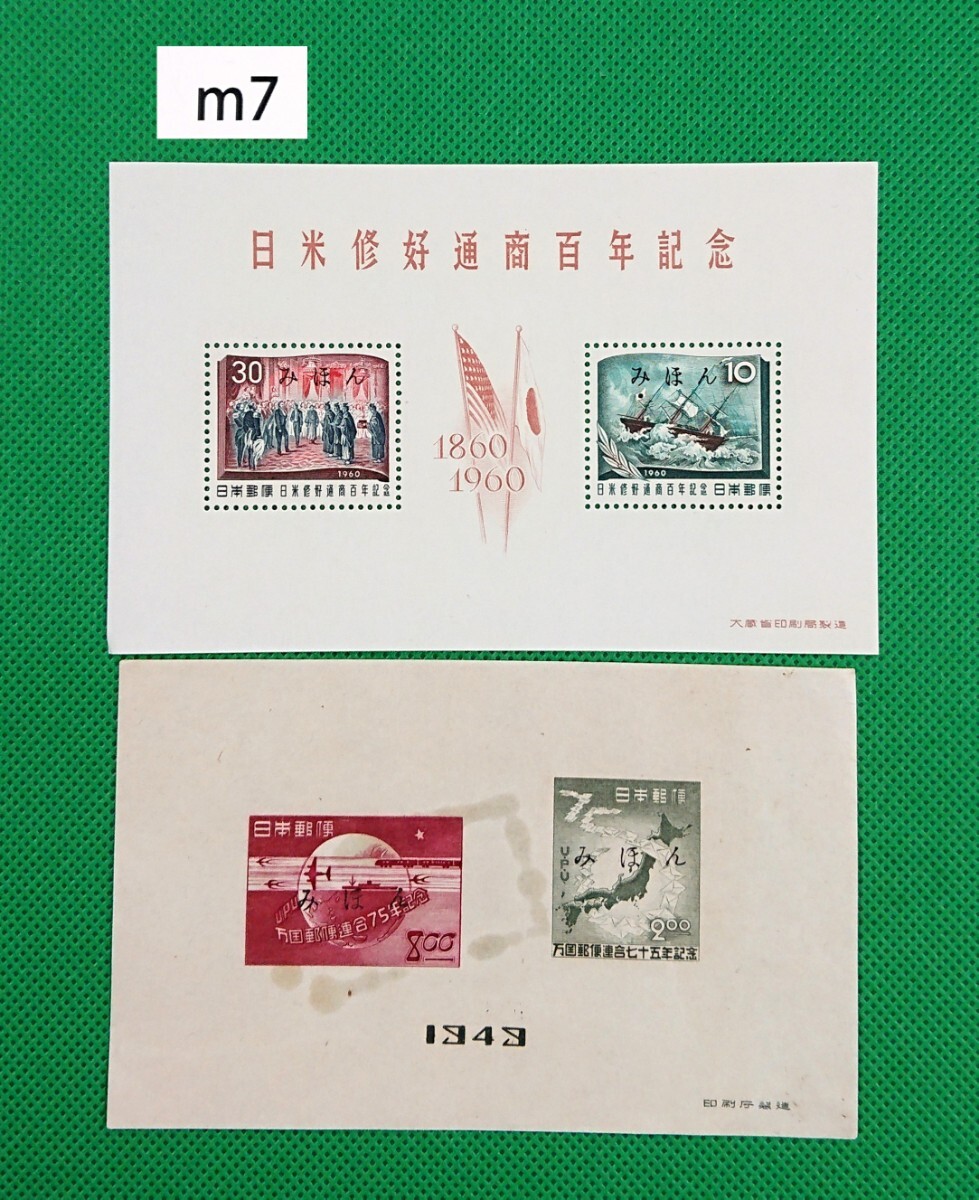 m7
日米修好通商百年記念
30 みほん
1960
日本郵便 日米修好通商百年記念
1860
1960
みほん 10
1960
日米修好通商百年記念 日本郵便
大蔵省印刷局製造
日本郵便
みほん
UPU
万国郵便連合75年記念
8.00
75 日本郵便
UPU
みほん
2.00
万国郵便連合七十五年記念
1949
印刷庁製造